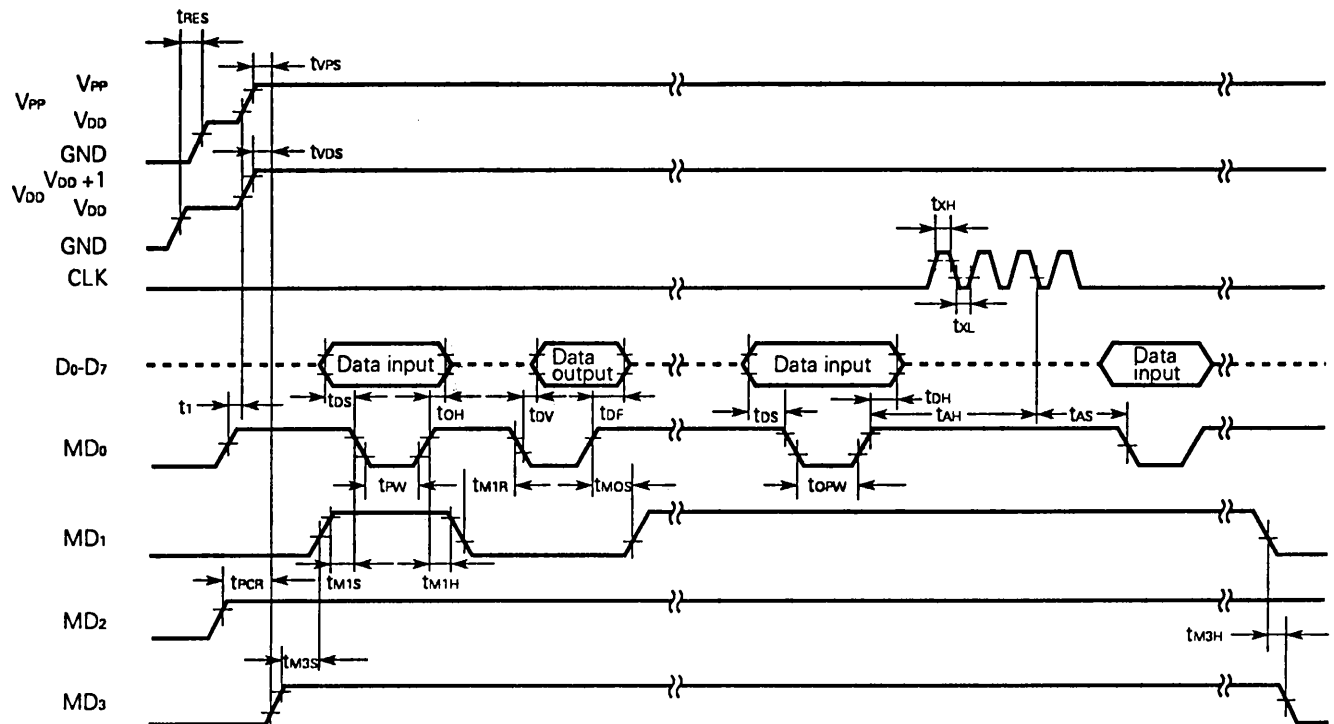 tRES
tVPS
VPP
VPP
VDD
GND
tVDS
VDD
VDD +1
VDD
GND
tXH
CLK
tXL
D0-D7
Data input
Data output
Data input
Data input
t1
tDS
tOH
tDV
tDF
tDS
tDH
tAH
tAS
MD0
tPW
tM1R
tMOS
tOPW
MD1
tPCR
tM1S
tM1H
MD2
tM3S
tM3H
MD3